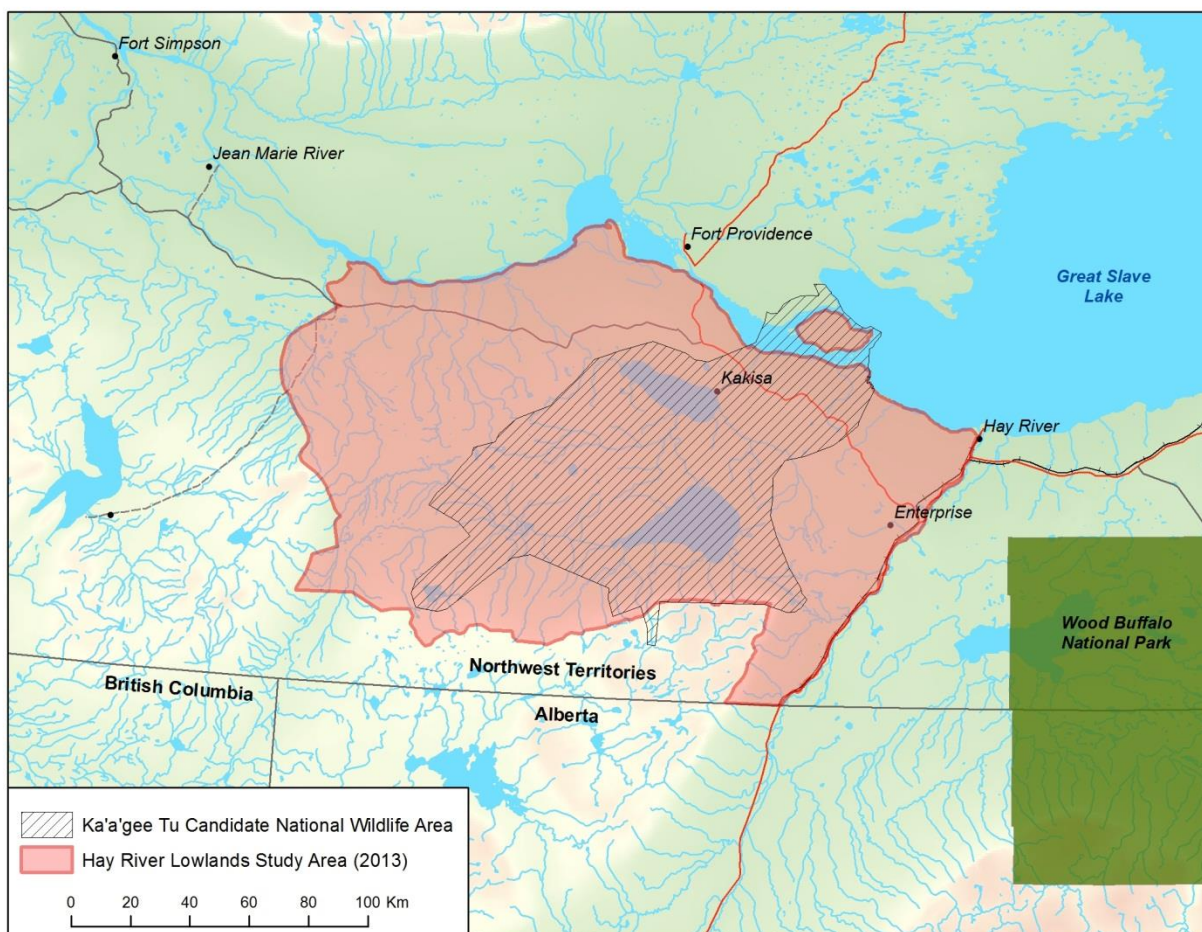 Fort Simpson
Jean Marie River
Fort Providence
Great Slave
Lake
Kakisa
Hay River
Enterprise
Wood Buffalo
National Park
Northwest Territories
British Columbia
Alberta
Ka'a'gee Tu Candidate National Wildlife Area
Hay River Lowlands Study Area (2013)
0 20 40 60 80 100 Km